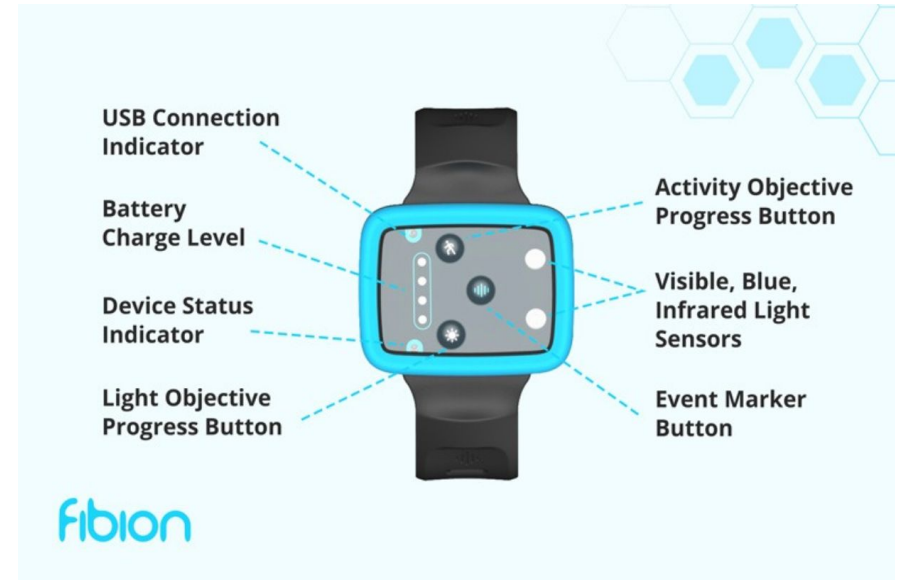 USB Connection
Indicator
Battery
Charge Level
Device Status
Indicator
Light Objective
Progress Button
Activity Objective
Progress Button
Visible, Blue,
Infrared Light
Sensors
Event Marker
Button
fibion